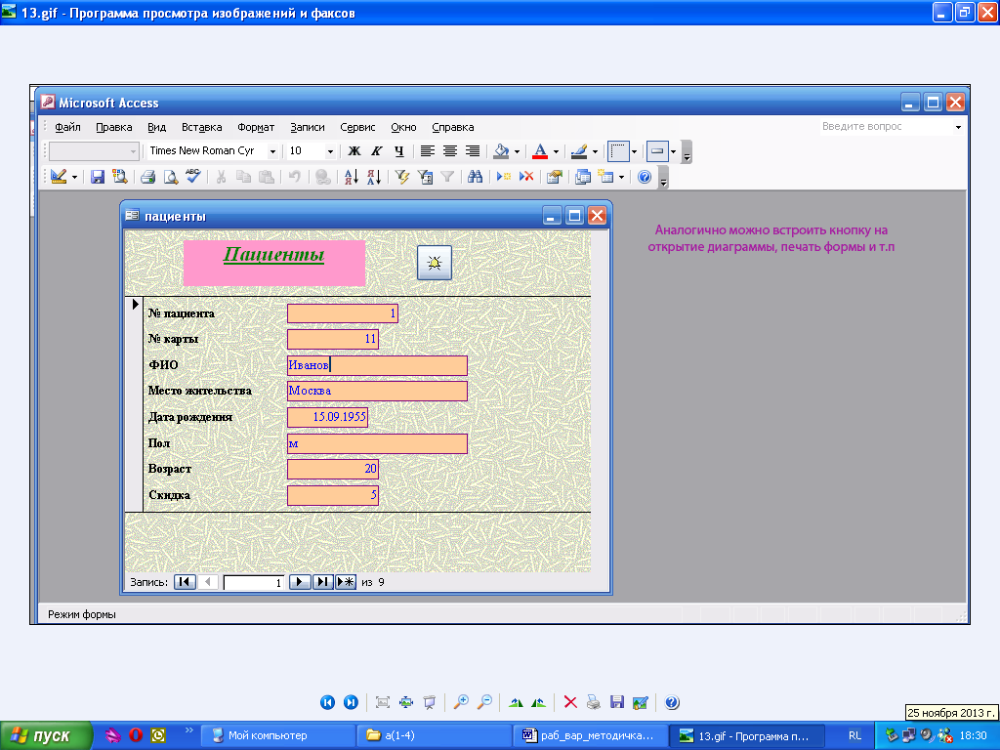 13.gif - Программа просмотра изображений и факсов
Microsoft Access
Файл Правка Вид Вставка Формат Записи Сервис Окно Справка Введите вопрос
Times New Roman Cyr 10 Ж К Ч
пациенты
Аналогично можно встроить кнопку на
открытие диаграммы, печать формы и т.п
Пациенты
№ пациента 1
№ карты 11
ФИО Иванов
Место жительства Москва
Дата рождения 15.09.1955
Пол м
Возраст 20
Скидка 5
Запись: 1 из 9
Режим формы
25 ноября 2013 г.
пуск Мой компьютер a(1-4) раб_вар_методичка... 13.gif - Программа п... RL 18:30